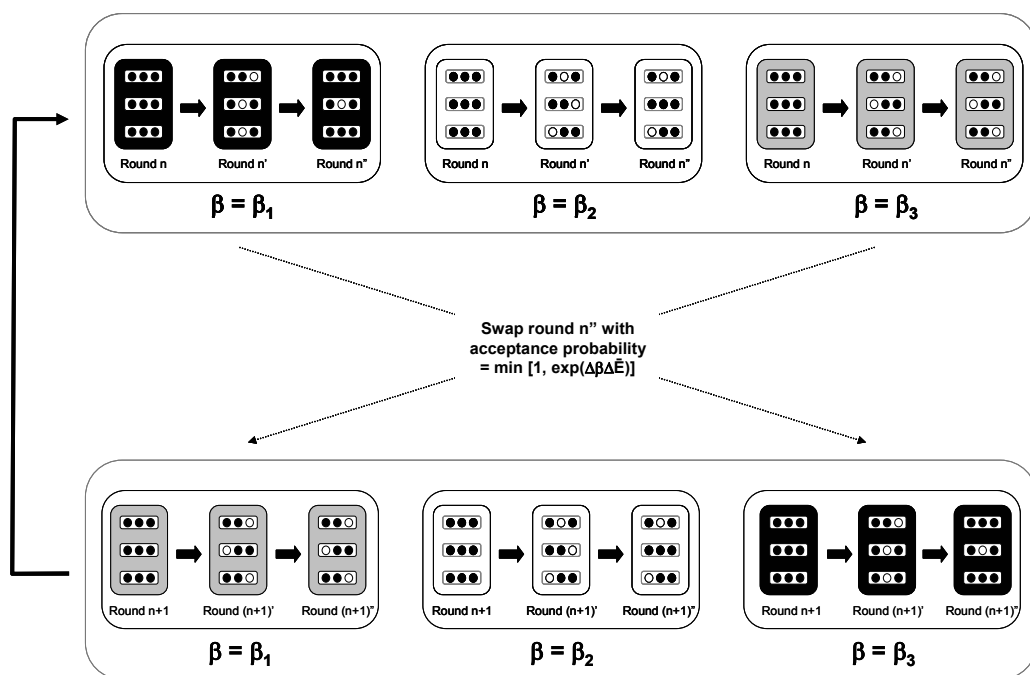 Round n Round n' Round n" Round n Round n' Round n" Round n Round n' Round n"
β = β1 β = β2 β = β3
Swap round n” with
acceptance probability
= min [1, exp(ΔβΔĒ)]
Round n+1 Round (n+1)' Round (n+1)" Round n+1 Round (n+1)' Round (n+1)" Round n+1 Round (n+1)' Round (n+1)"
β = β1 β = β2 β = β3